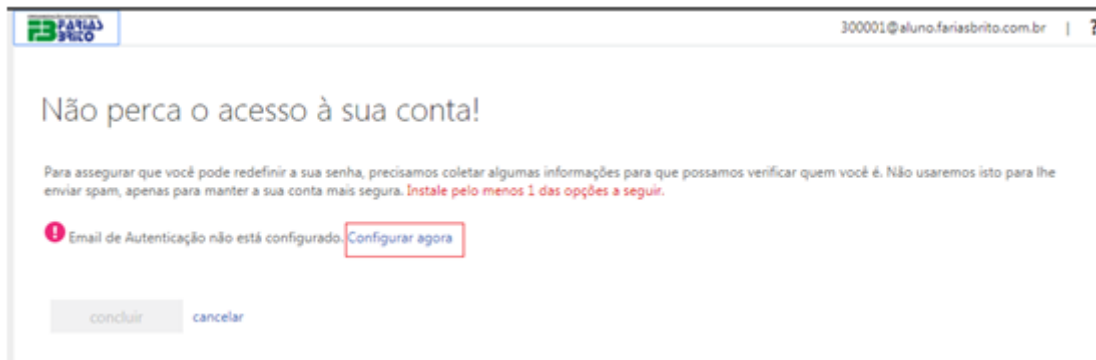 FARIAS
BRITO
300001@aluno.fariasbrito.com.br | ?
Não perca o acesso à sua conta!
Para assegurar que você pode redefinir a sua senha, precisamos coletar algumas informações para que possamos verificar quem você é. Não usaremos isto para lhe
enviar spam, apenas para manter a sua conta mais segura. Instale pelo menos 1 das opções a seguir.
Email de Autenticação não está configurado. Configurar agora
concluir cancelar